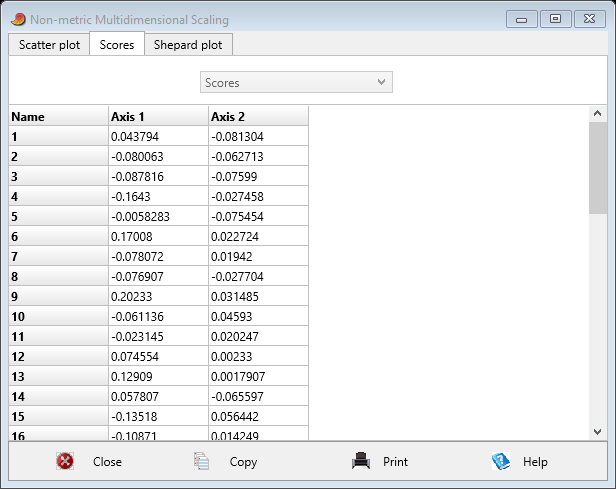 Non-metric Multidimensional Scaling
Scatter plot Scores Shepard plot
Scores
Name Axis 1 Axis 2
1 0.043794 -0.081304
2 -0.080063 -0.062713
3 -0.087816 -0.07599
4 -0.1643 -0.027458
5 -0.0058283 -0.075454
6 0.17008 0.022724
7 -0.078072 0.01942
8 -0.076907 -0.027704
9 0.20233 0.031485
10 -0.061136 0.04593
11 -0.023145 0.020247
12 0.074554 0.00233
13 0.12909 0.0017907
14 0.057807 -0.065597
15 -0.13518 0.056442
16 -0.10871 0.014249
Close Copy Print Help